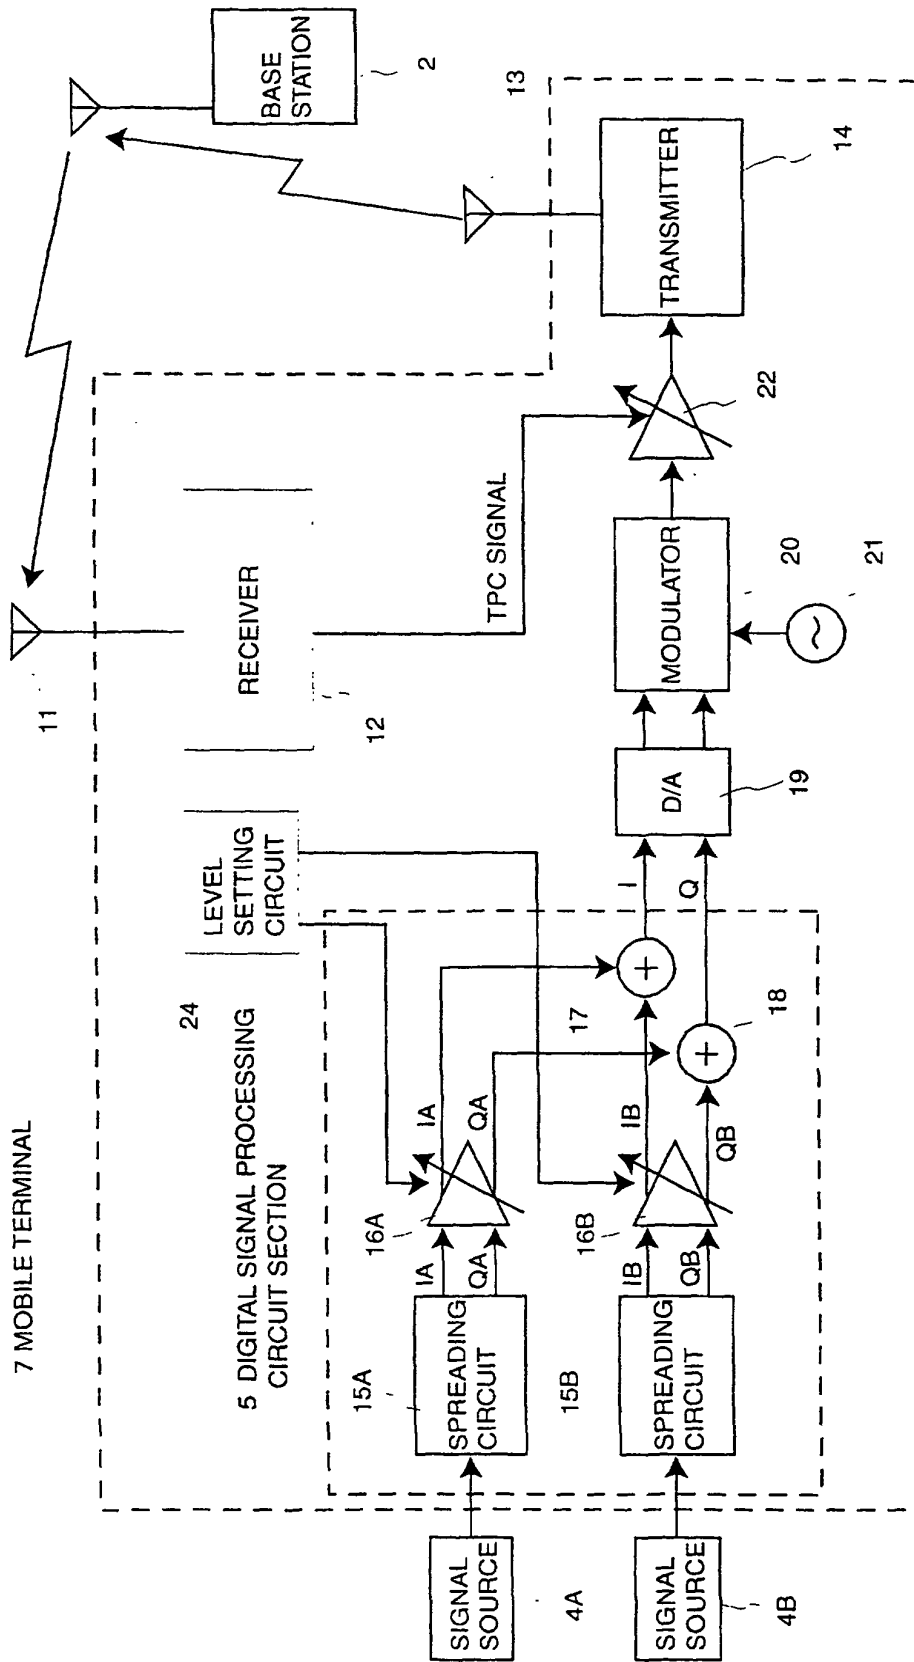 7 MOBILE TERMINAL
11
BASE
STATION
2
13
24
LEVEL
SETTING
CIRCUIT
RECEIVER
12
TPC SIGNAL
5 DIGITAL SIGNAL PROCESSING
CIRCUIT SECTION
SIGNAL
SOURCE
4A
15A
SPREADING
CIRCUIT
IA
QA
16A
IA
QA
17
I
SIGNAL
SOURCE
4B
15B
SPREADING
CIRCUIT
IB
QB
16B
IB
QB
+
+
18
Q
D/A
19
MODULATOR
20
21
22
TRANSMITTER
14